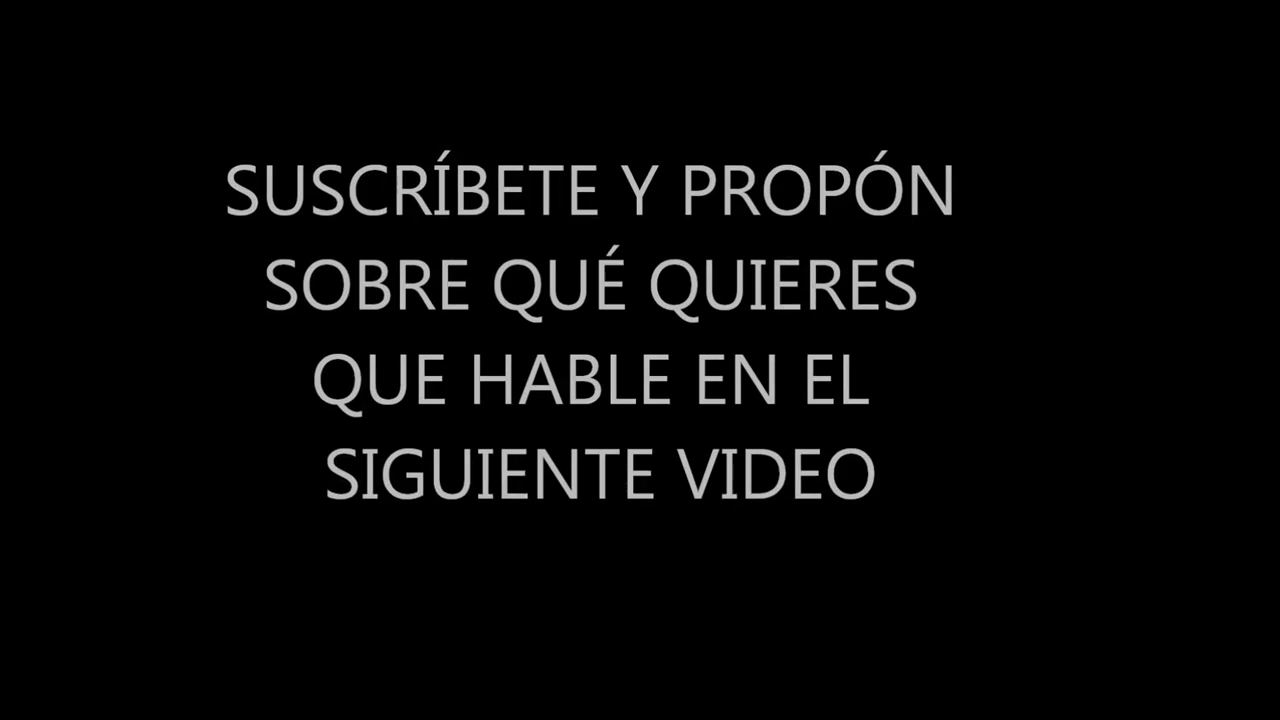 SUSCRÍBETE Y PROPÓN
SOBRE QUÉ QUIERES
QUE HABLE EN EL
SIGUIENTE VIDEO